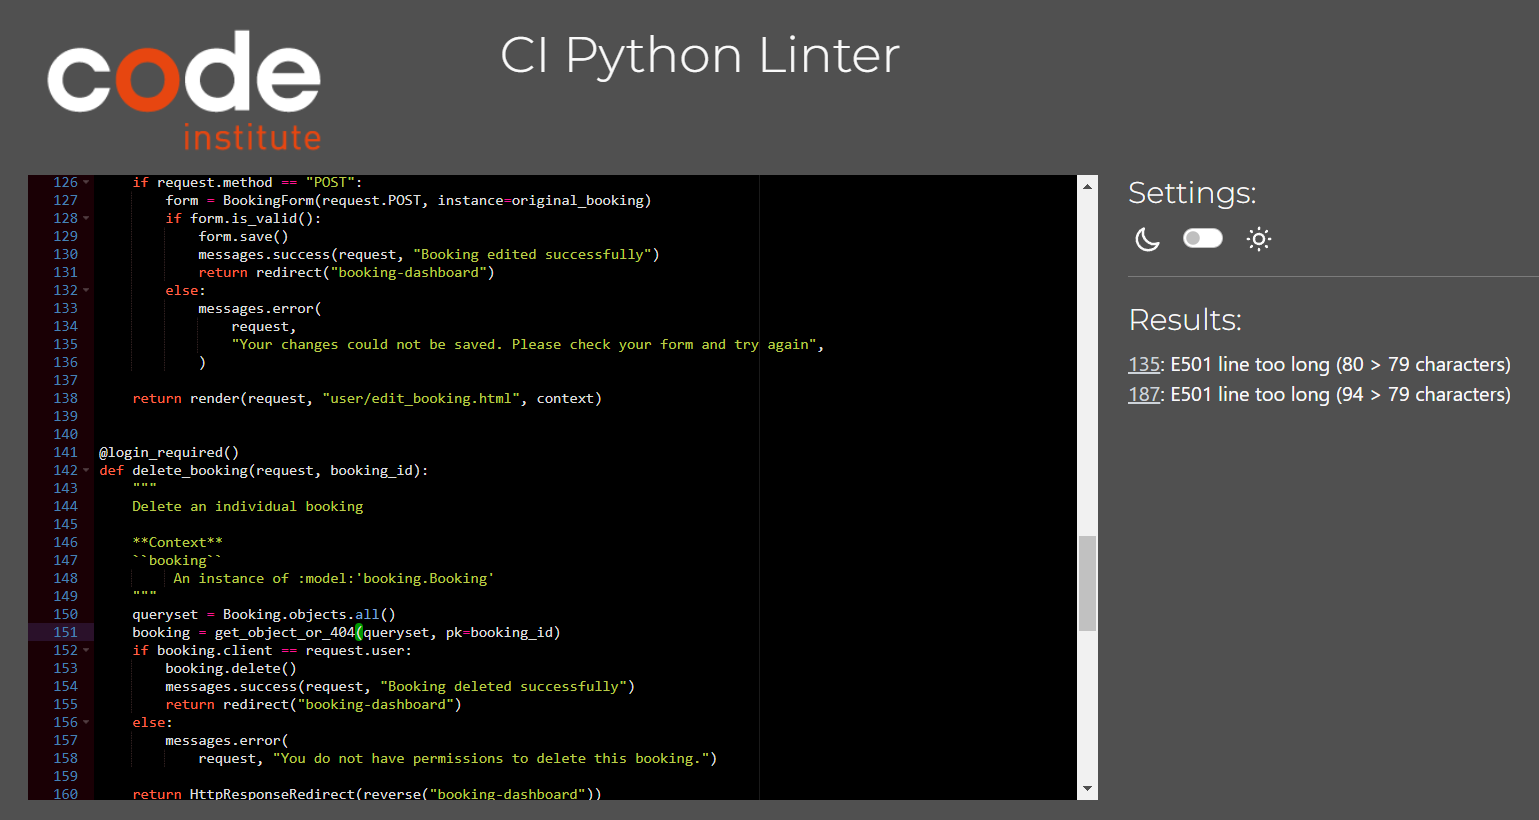 code
institute
CI Python Linter
126 if request.method == "POST":
127 form = BookingForm(request.POST, instance=original_booking)
128 if form.is_valid():
129 form.save()
130 messages.success(request, "Booking edited successfully")
131 return redirect("booking-dashboard")
132 else:
133 messages.error(
134 request,
135 "Your changes could not be saved. Please check your form and try again",
136 )
137
138 return render(request, "user/edit_booking.html", context)
139
140
141 @login_required()
142 def delete_booking(request, booking_id):
143 """
144 Delete an individual booking
145
146 **Context**
147 ``booking``
148 An instance of :model:'booking.Booking'
149 """
150 queryset = Booking.objects.all()
151 booking = get_object_or_404(queryset, pk=booking_id)
152 if booking.client == request.user:
153 booking.delete()
154 messages.success(request, "Booking deleted successfully")
155 return redirect("booking-dashboard")
156 else:
157 messages.error(
158 request, "You do not have permissions to delete this booking.")
159
160 return HttpResponseRedirect(reverse("booking-dashboard"))
Settings:
Results:
135: E501 line too long (80 > 79 characters)
187: E501 line too long (94 > 79 characters)